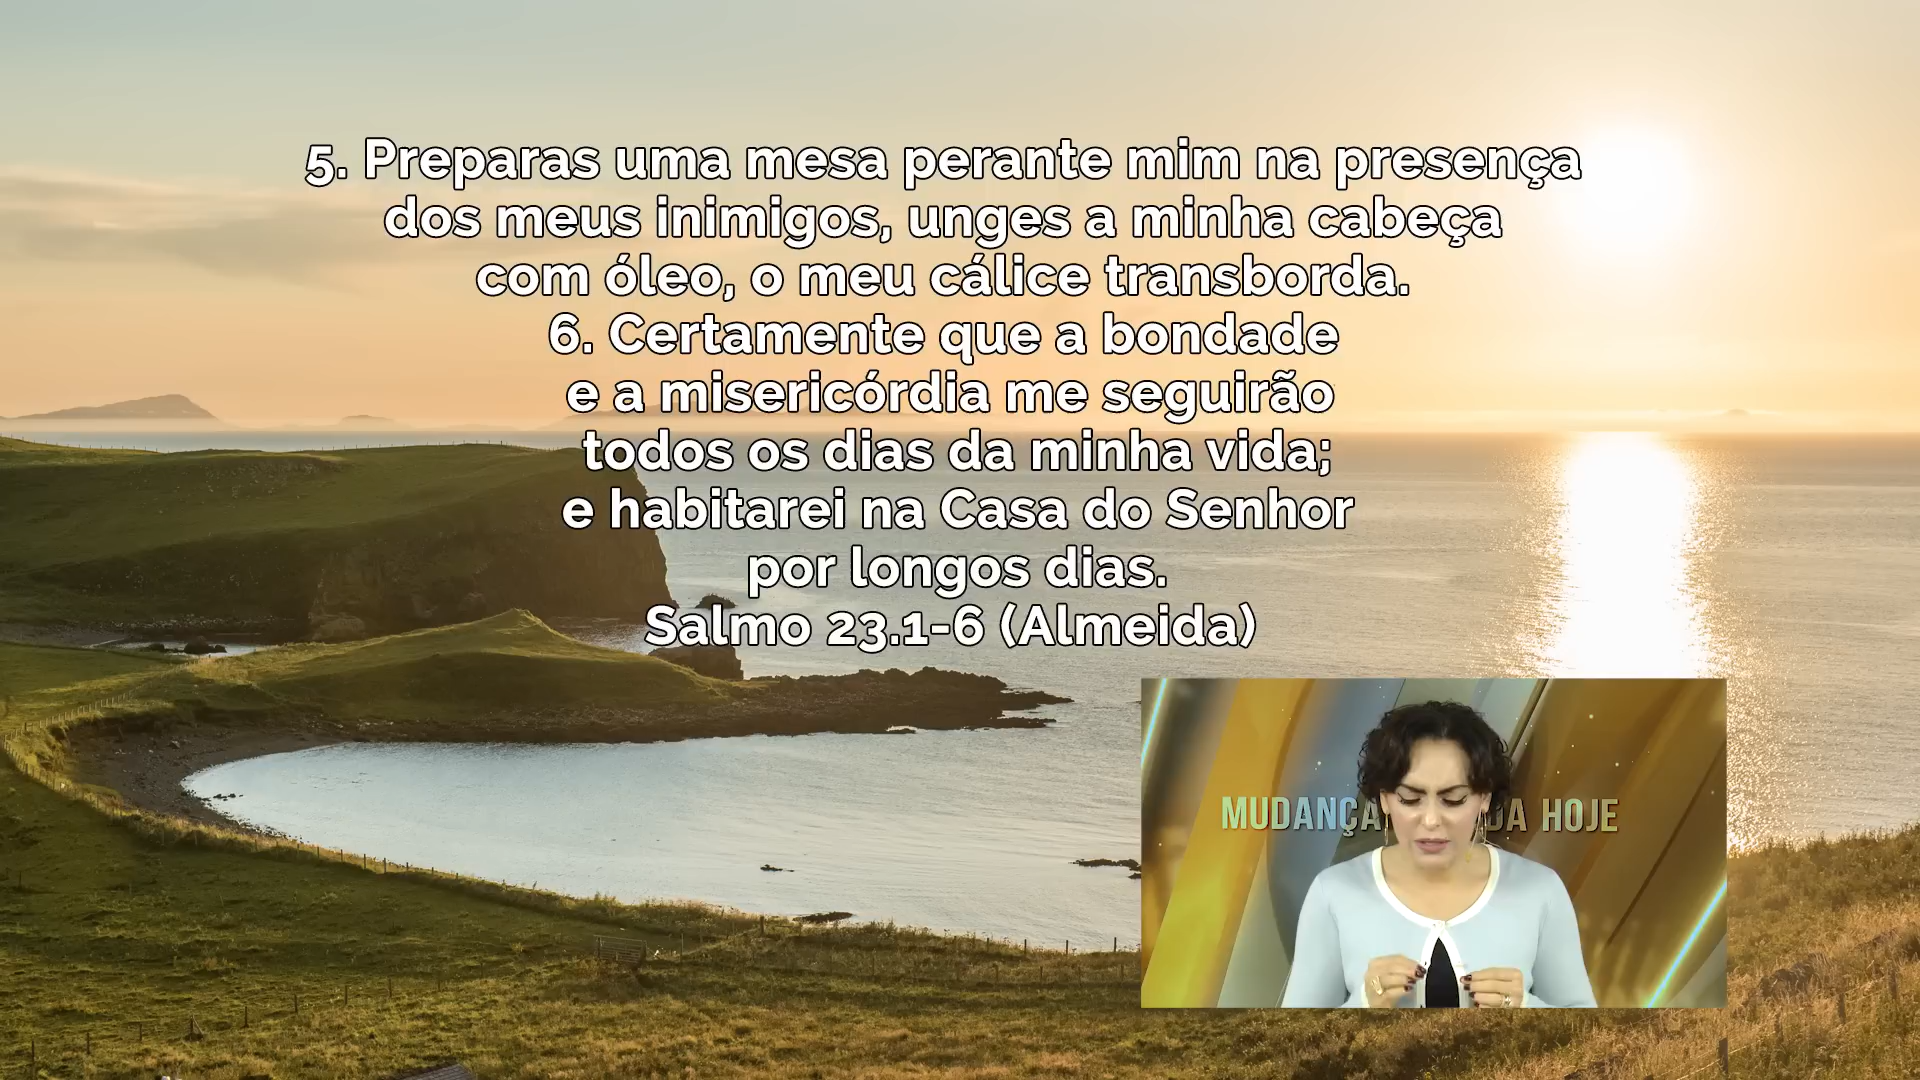 5. Preparas uma mesa perante mim na presença
dos meus inimigos, unges a minha cabeça
com óleo, o meu cálice transborda.
6. Certamente que a bondade
e a misericórdia me seguirão
todos os dias da minha vida;
e habitarei na Casa do Senhor
por longos dias.
Salmo 23.1-6 (Almeida)
MUDANÇA DA HOJE